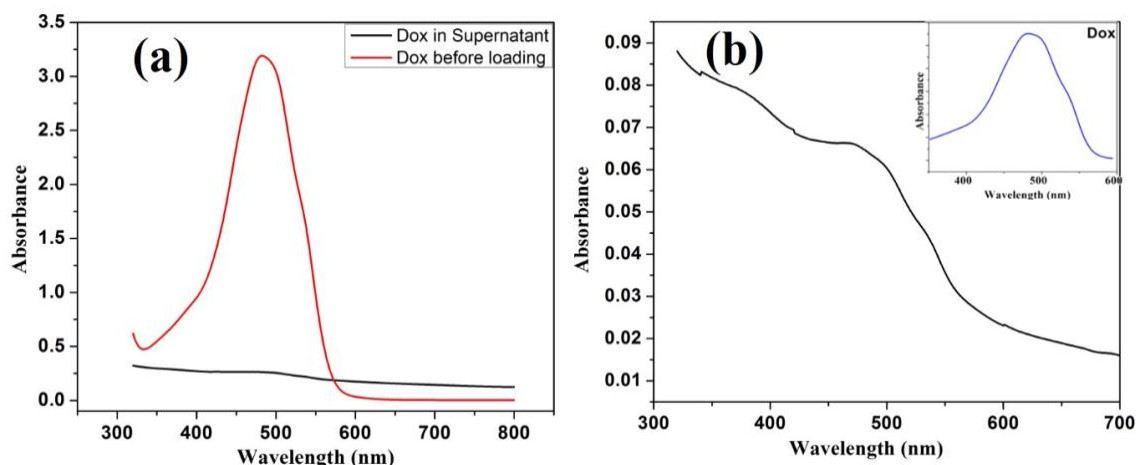 (a)
Dox in Supernatant
Dox before loading
3.5
3.0
2.5
2.0
1.5
1.0
0.5
0.0
Absorbance
300 400 500 600 700 800
Wavelength (nm)
(b)
0.09
0.08
0.07
0.06
0.05
0.04
0.03
0.02
0.01
Absorbance
300 400 500 600 700
Wavelength (nm)
Dox
Absorbance
400 500 600
Wavelength (nm)